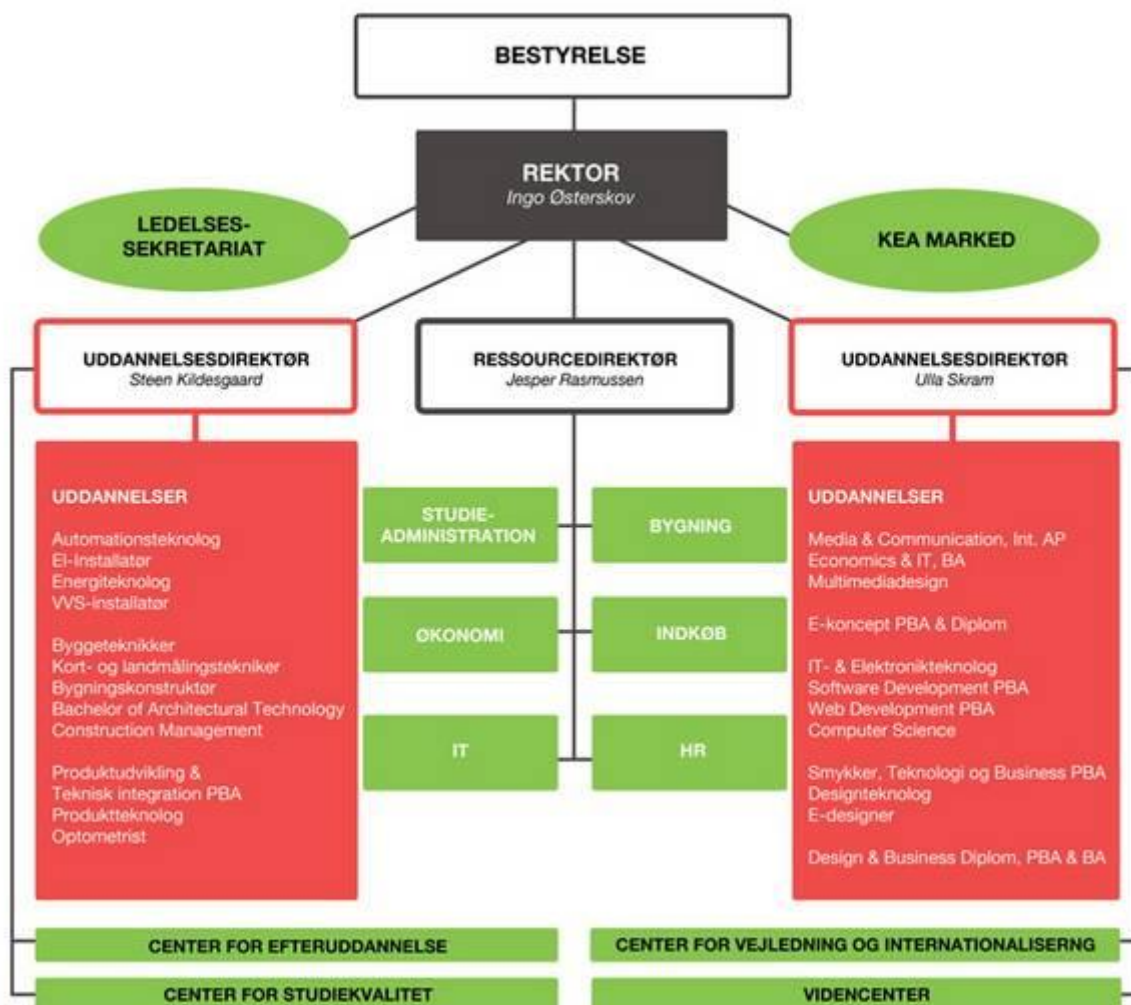 BESTYRELSE
REKTOR
Ingo Østerskov
LEDELSES-
SEKRETARIAT
KEA MARKED
UDDANNELSESDIREKTØR
Steen Kildesgaard
RESSOURCEDIREKTØR
Jesper Rasmussen
UDDANNELSESDIREKTØR
Ulla Skram
UDDANNELSER
Automationsteknolog
El-Installatør
Energiteknolog
VVS-installatør
Byggeteknikker
Kort- og landmålingstekniker
Bygningskonstruktør
Bachelor of Architectural Technology
Construction Management
Produktudvikling &
Teknisk integration PBA
Produktteknolog
Optometrist
STUDIE-
ADMINISTRATION
BYGNING
ØKONOMI
INDKØB
IT
HR
UDDANNELSER
Media & Communication, Int. AP
Economics & IT, BA
Multimediadesign
E-koncept PBA & Diplom
IT- & Elektronikteknolog
Software Development PBA
Web Development PBA
Computer Science
Smykker, Teknologi og Business PBA
Designteknolog
E-designer
Design & Business Diplom, PBA & BA
CENTER FOR EFTERUDDANNELSE
CENTER FOR VEJLEDNING OG INTERNATIONALISERNG
CENTER FOR STUDIEKVALITET
VIDENCENTER